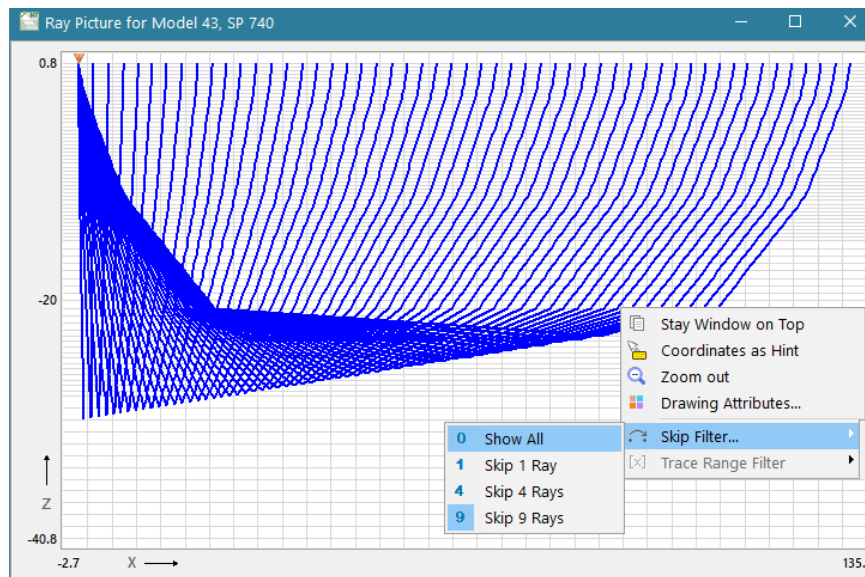 Ray Picture for Model 43, SP 740
0.8
-20
Stay Window on Top
Coordinates as Hint
Zoom out
Drawing Attributes...
Skip Filter...
[x] Trace Range Filter
0 Show All
1 Skip 1 Ray
4 Skip 4 Rays
9 Skip 9 Rays
Z
-40.8
-2.7
X
135.